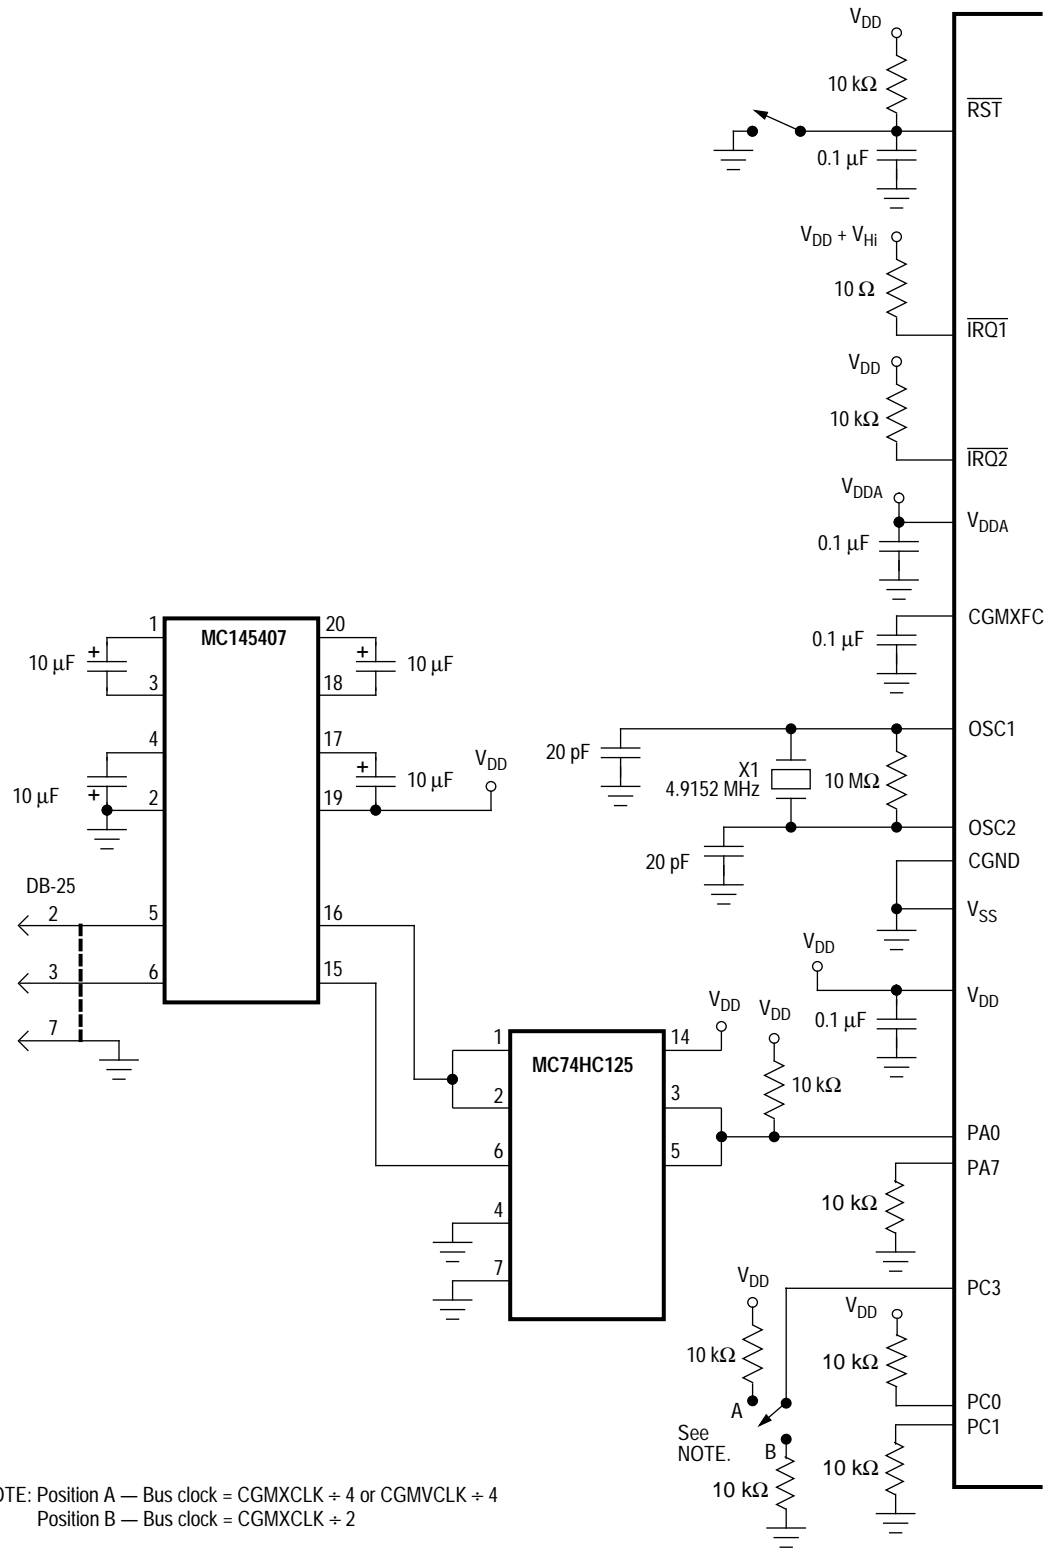 VDD
10 kΩ
RST
0.1 µF
VDD + VHi
10 Ω
IRQ1
VDD
10 kΩ
IRQ2
VDDA
VDDA
0.1 µF
CGMXFC
0.1 µF
MC145407
1
20
10 µF
+
+
10 µF
3
18
4
17
10 µF
+
+
10 µF
2
19
VDD
OSC1
20 pF
X1
4.9152 MHz
10 MΩ
OSC2
20 pF
CGND
VSS
DB-25
2
5
16
3
6
15
7
VDD
VDD
0.1 µF
MC74HC125
1
14
VDD
VDD
2
3
10 kΩ
6
5
PA0
4
PA7
10 kΩ
7
VDD
PC3
10 kΩ
VDD
10 kΩ
A
PC0
See
NOTE.
B
PC1
10 kΩ
10 kΩ
OTE: Position A — Bus clock = CGMXCLK ÷ 4 or CGMVCLK ÷ 4
Position B — Bus clock = CGMXCLK ÷ 2